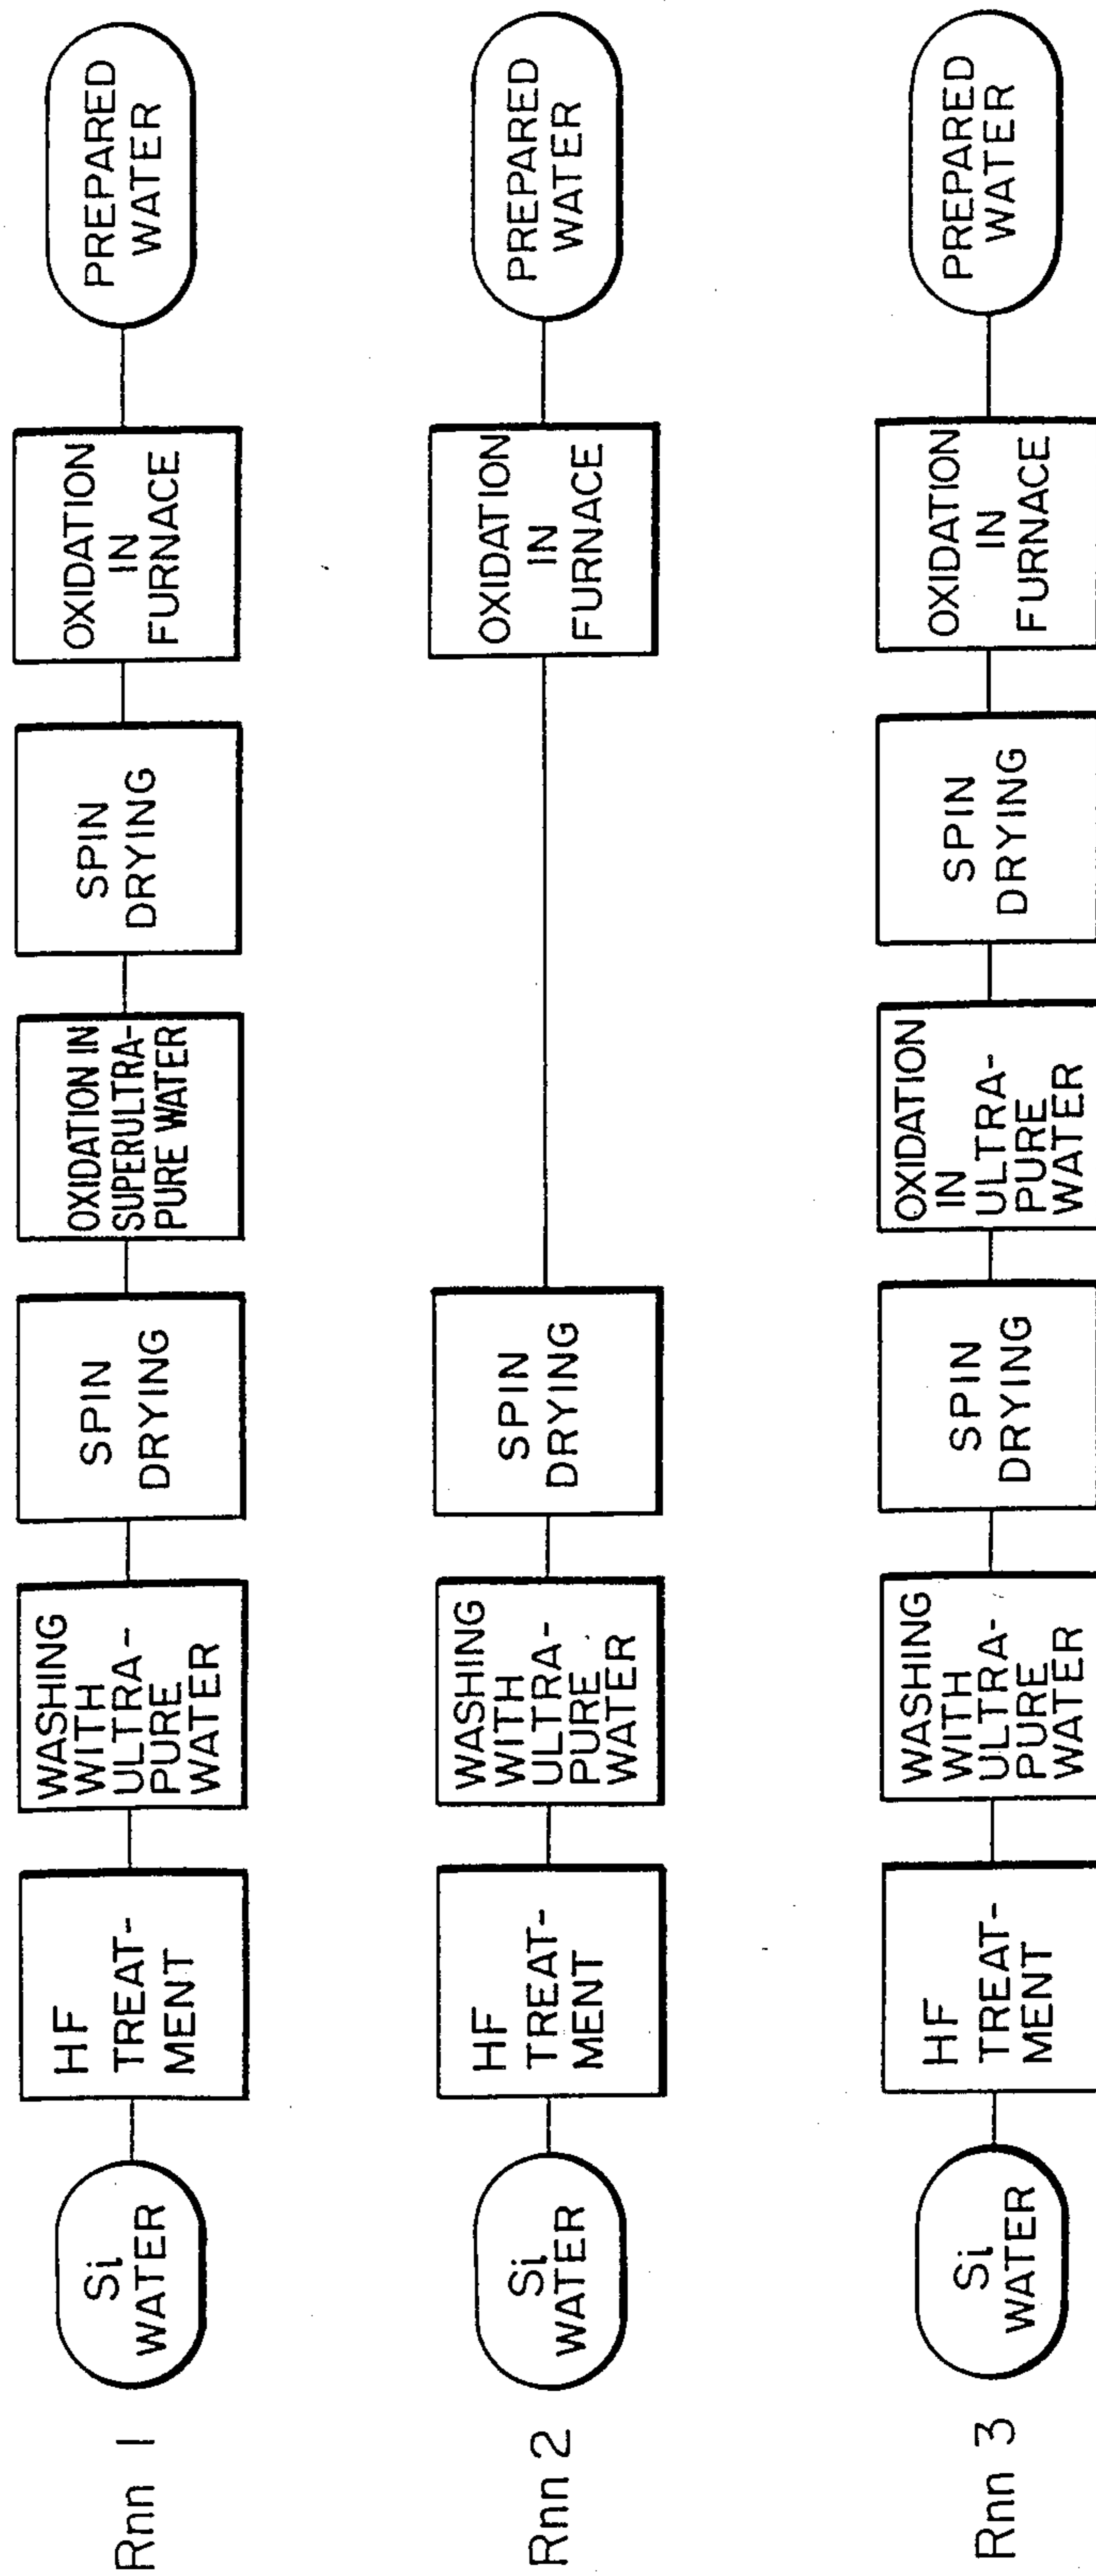 Rnn 1
Si
WATER
HF
TREAT-
MENT
WASHING
WITH
ULTRA-
PURE
WATER
SPIN
DRYING
OXIDATION IN
SUPERULTRA-
PURE WATER
SPIN
DRYING
OXIDATION
IN
FURNACE
PREPARED
WATER
Rnn 2
Si
WATER
HF
TREAT-
MENT
WASHING
WITH
ULTRA-
PURE
WATER
SPIN
DRYING
OXIDATION
IN
FURNACE
PREPARED
WATER
Rnn 3
Si
WATER
HF
TREAT-
MENT
WASHING
WITH
ULTRA-
PURE
WATER
SPIN
DRYING
OXIDATION
IN
ULTRA-
PURE
WATER
SPIN
DRYING
OXIDATION
IN
FURNACE
PREPARED
WATER